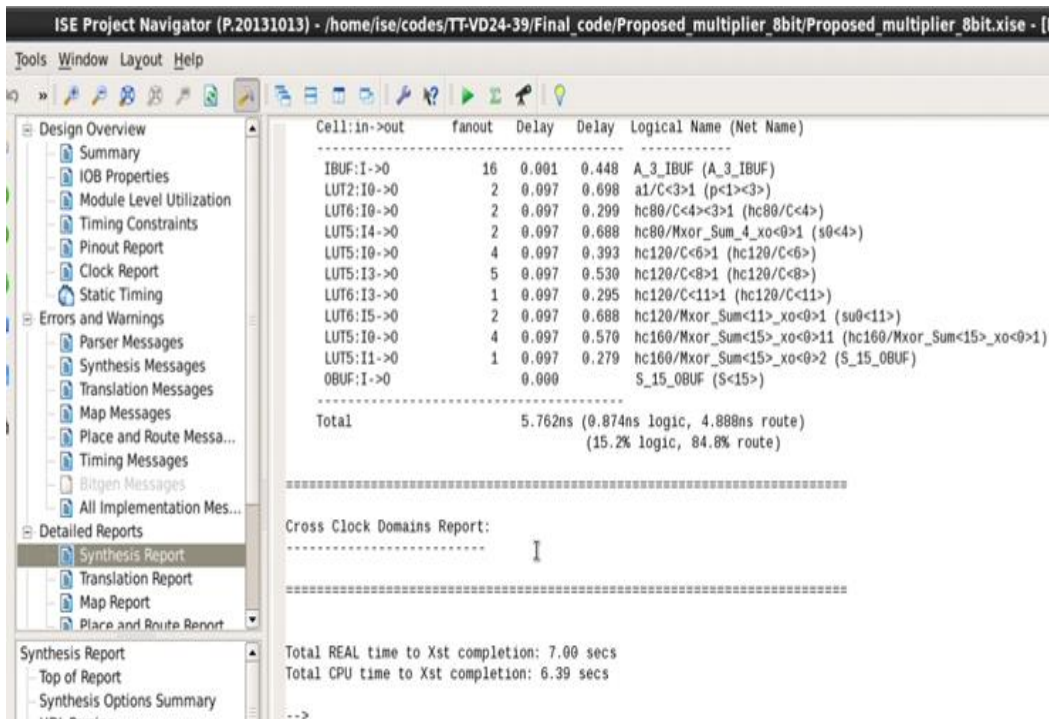 ISE Project Navigator (P.20131013) - /home/ise/codes/TT-VD24-39/Final_code/Proposed_multiplier_8bit/Proposed_multiplier_8bit.xise - [
Tools Window Layout Help
Design Overview
Summary
IOB Properties
Module Level Utilization
Timing Constraints
Pinout Report
Clock Report
Static Timing
Errors and Warnings
Parser Messages
Synthesis Messages
Translation Messages
Map Messages
Place and Route Messa...
Timing Messages
Bitgen Messages
All Implementation Mes...
Detailed Reports
Synthesis Report
Translation Report
Map Report
Place and Route Report
Synthesis Report
Top of Report
Synthesis Options Summary
Cell:in->out fanout Delay Delay Logical Name (Net Name)
---------------------------------------- ------------
IBUF:I->O 16 0.001 0.448 A_3_IBUF (A_3_IBUF)
LUT2:I0->O 2 0.097 0.698 a1/C<3>1 (p<1><3>)
LUT6:I0->O 2 0.097 0.299 hc80/C<4><3>1 (hc80/C<4>)
LUT5:I4->O 2 0.097 0.688 hc80/Mxor_Sum_4_xo<0>1 (s0<4>)
LUT5:I0->O 4 0.097 0.393 hc120/C<6>1 (hc120/C<6>)
LUT5:I3->O 5 0.097 0.530 hc120/C<8>1 (hc120/C<8>)
LUT6:I3->O 1 0.097 0.295 hc120/C<11>1 (hc120/C<11>)
LUT6:I5->O 2 0.097 0.688 hc120/Mxor_Sum<11>_xo<0>1 (su0<11>)
LUT5:I0->O 4 0.097 0.570 hc160/Mxor_Sum<15>_xo<0>11 (hc160/Mxor_Sum<15>_xo<0>1)
LUT5:I1->O 1 0.097 0.279 hc160/Mxor_Sum<15>_xo<0>2 (S_15_OBUF)
OBUF:I->O 0.000 S_15_OBUF (S<15>)
----------------------------------------
Total 5.762ns (0.874ns logic, 4.888ns route)
(15.2% logic, 84.8% route)
=========================================================================
Cross Clock Domains Report:
--------------------------
=========================================================================
Total REAL time to Xst completion: 7.00 secs
Total CPU time to Xst completion: 6.39 secs
-->